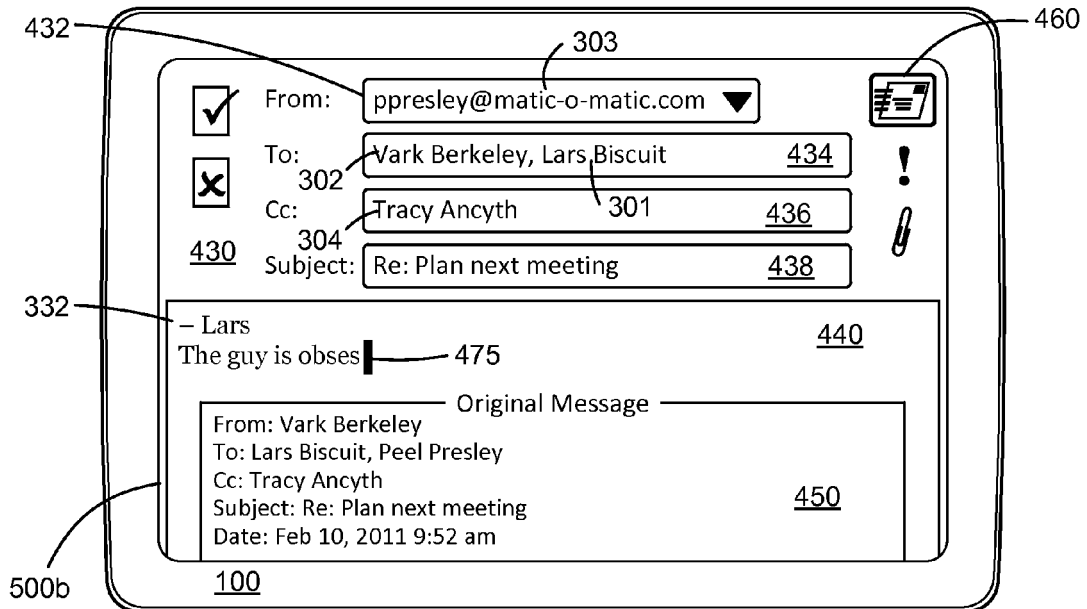 432
303
460
From: ppresley@matic-o-matic.com
To: Vark Berkeley, Lars Biscuit 434
302
301
Cc: Tracy Ancyth 436
304
430
Subject: Re: Plan next meeting 438
!
332
– Lars
440
The guy is obses
475
Original Message
From: Vark Berkeley
To: Lars Biscuit, Peel Presley
Cc: Tracy Ancyth
450
Subject: Re: Plan next meeting
Date: Feb 10, 2011 9:52 am
500b
100